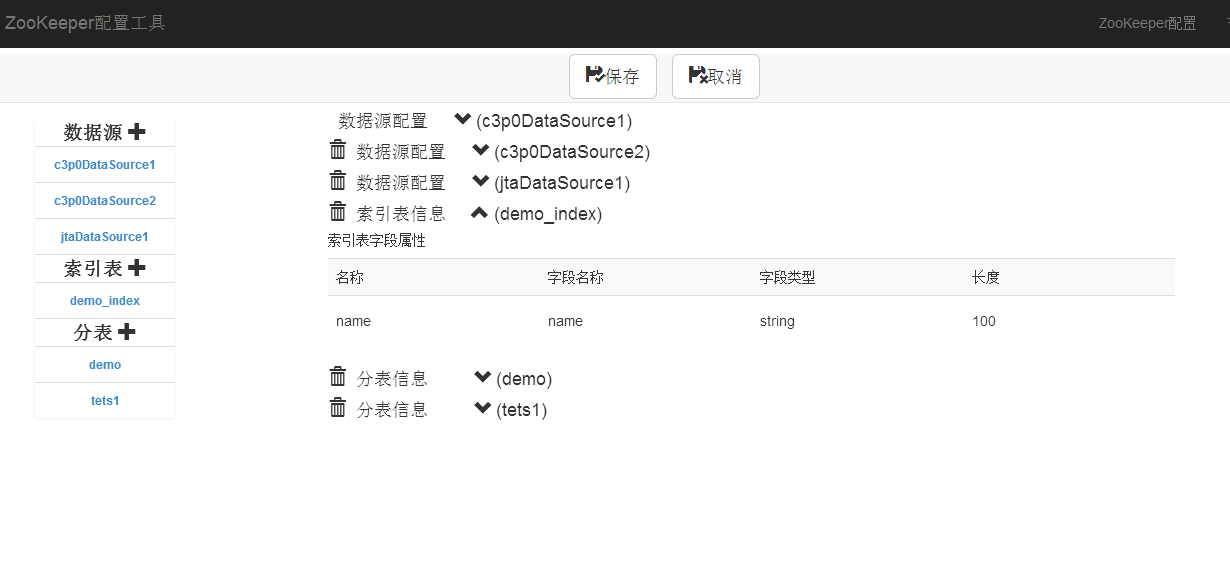 ZooKeeper配置工具 ZooKeeper配置
保存 取消
数据源
c3p0DataSource1
c3p0DataSource2
jtaDataSource1
索引表
demo_index
分表
demo
tets1
数据源配置 (c3p0DataSource1)
数据源配置 (c3p0DataSource2)
数据源配置 (jtaDataSource1)
索引表信息 (demo_index)
索引表字段属性
名称 字段名称 字段类型 长度
name name string 100
分表信息 (demo)
分表信息 (tets1)